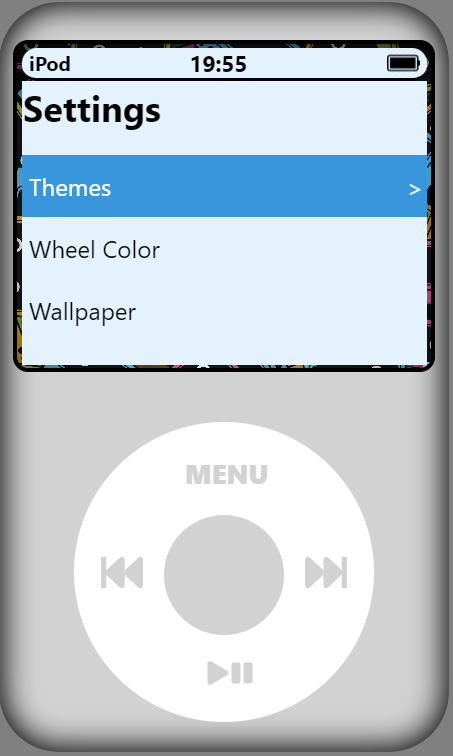 iPod 19:55
Settings
Themes >
Wheel Color
Wallpaper
MENU